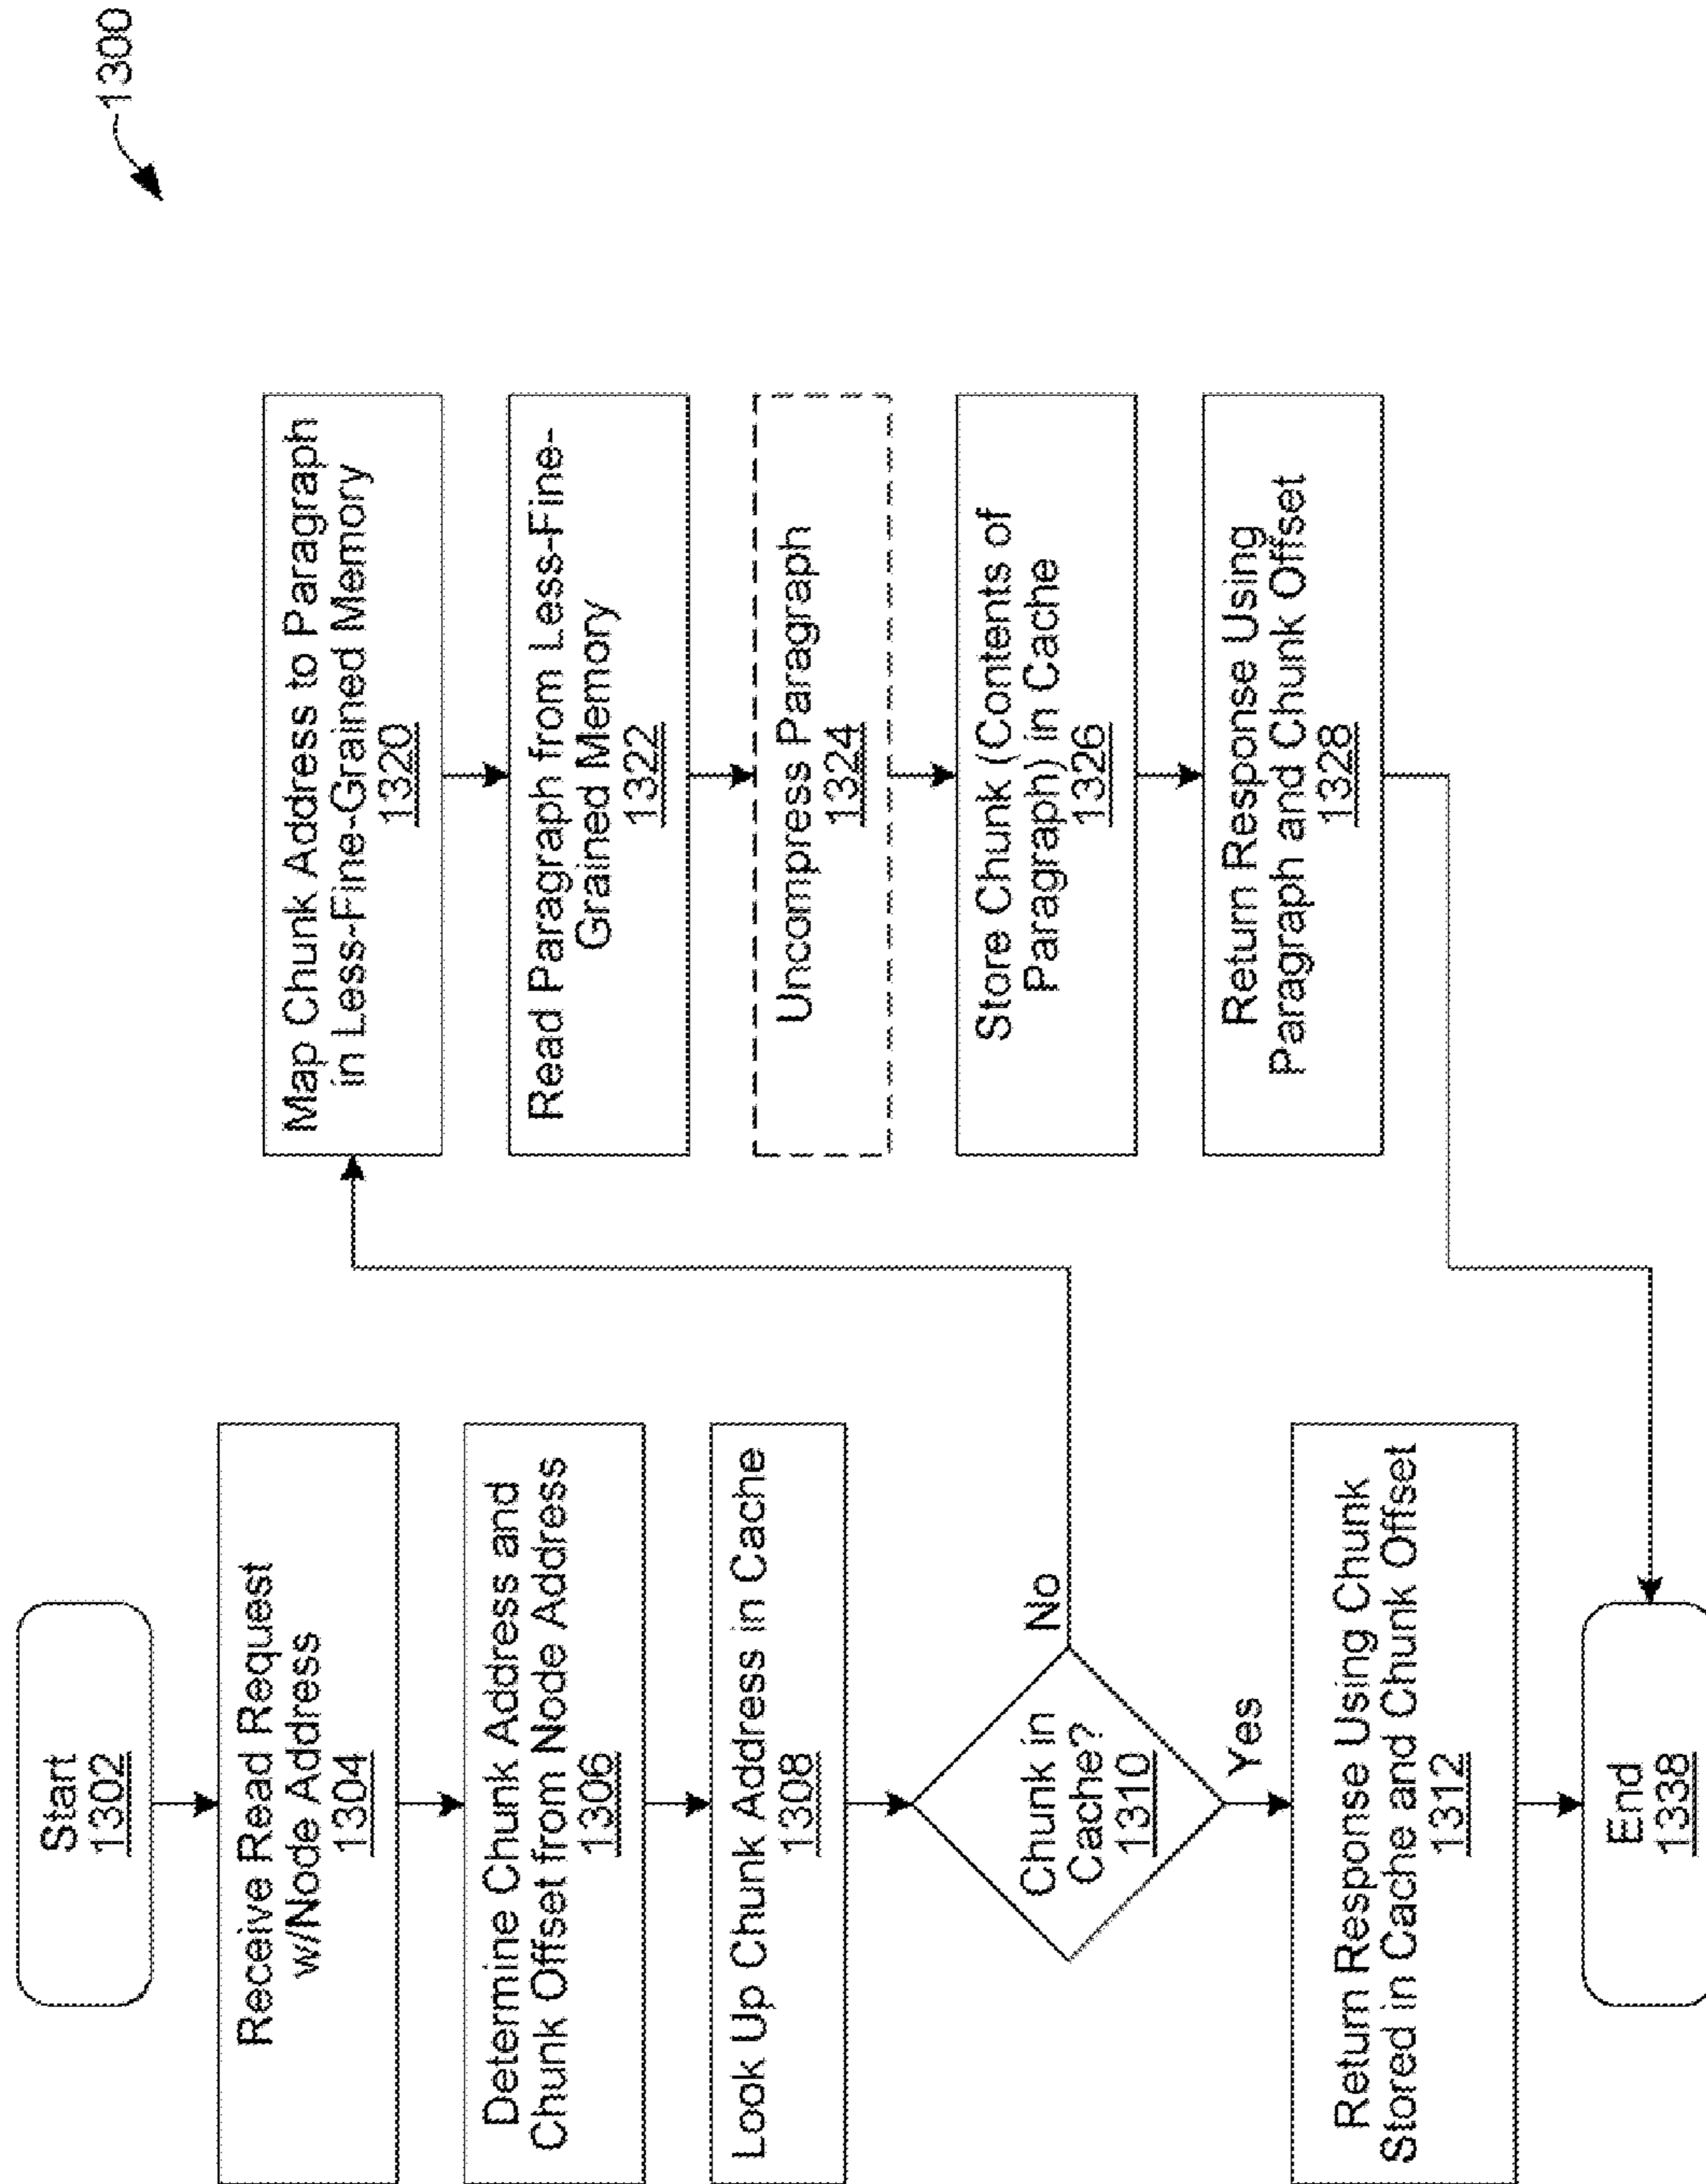 1300
Start
1302
Receive Read Request
w/Node Address
1304
Determine Chunk Address and
Chunk Offset from Node Address
1306
Look Up Chunk Address in Cache
1308
Chunk in
Cache?
1310
No
Yes
Return Response Using Chunk
Stored in Cache and Chunk Offset
1312
End
1338
Map Chunk Address to Paragraph
in Less-Fine-Grained Memory
1320
Read Paragraph from Less-Fine-
Grained Memory
1322
Uncompress Paragraph
1324
Store Chunk (Contents of
Paragraph) in Cache
1326
Return Response Using
Paragraph and Chunk Offset
1328